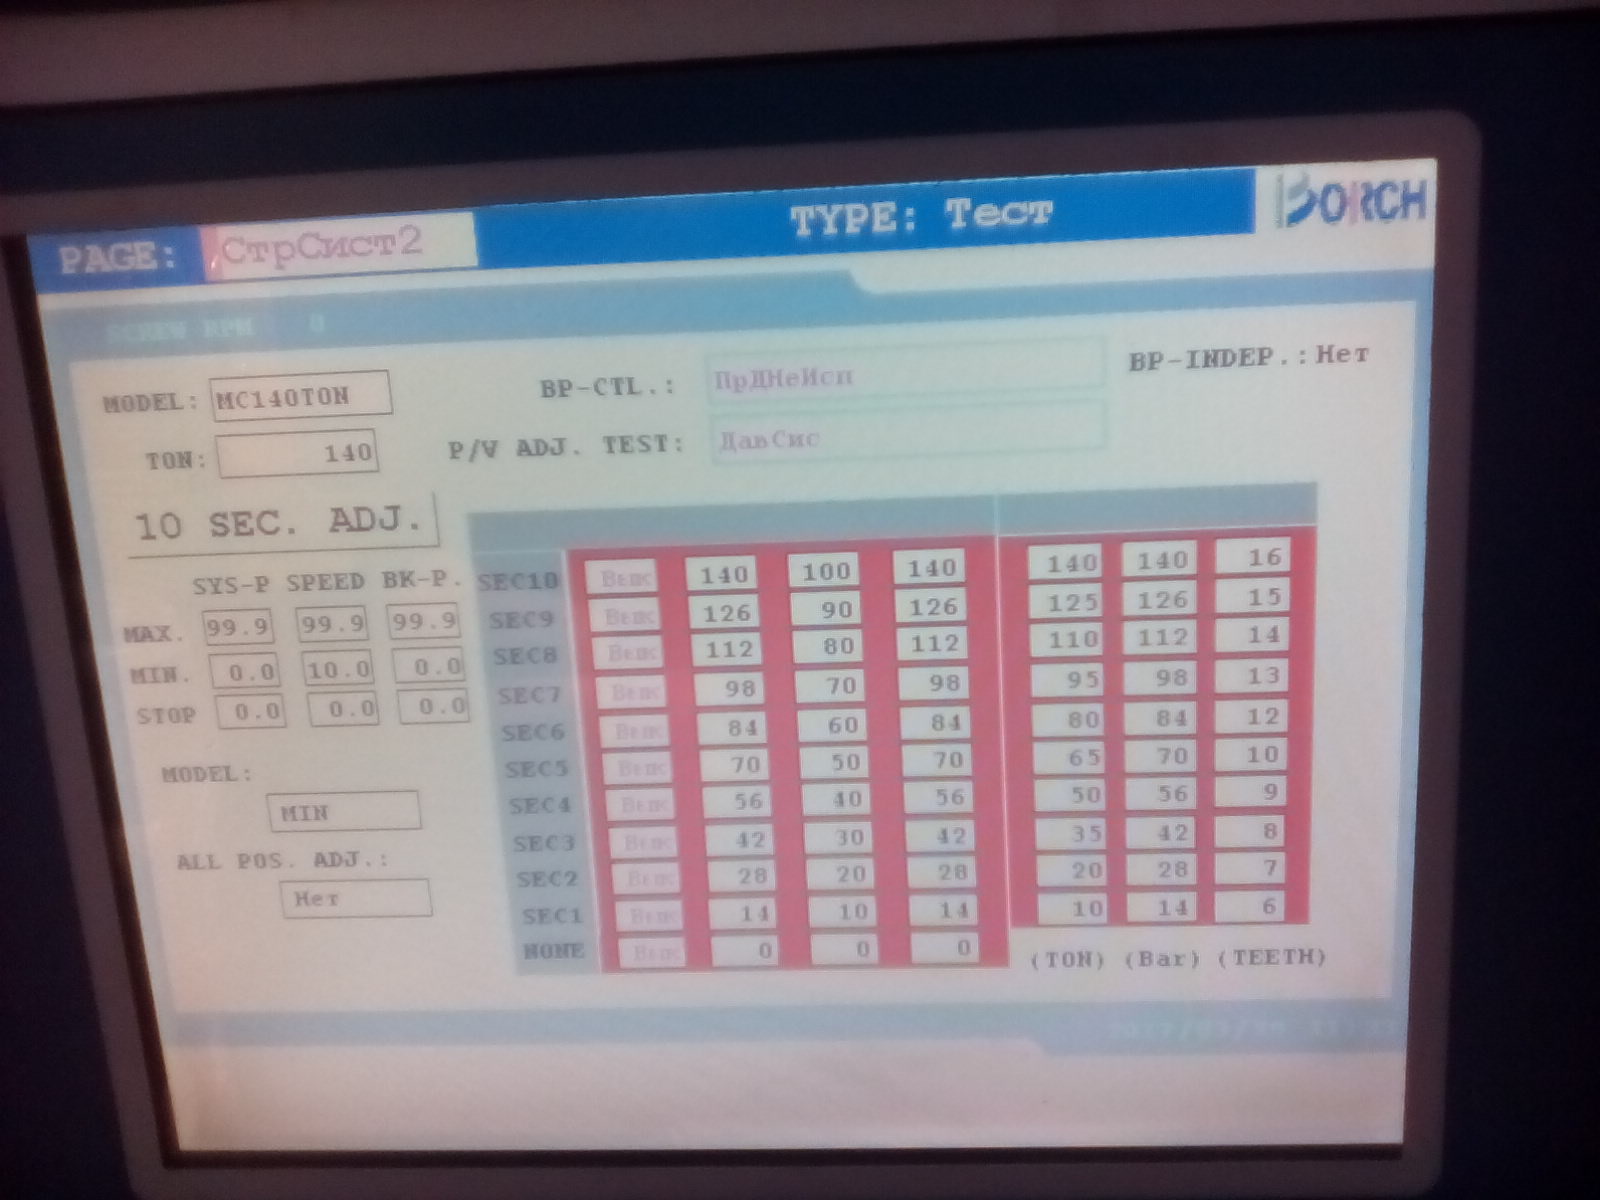 PAGE: СтрСист2 TYPE: Тест BORCH
SCREW RPM 0
MODEL: MC140TON BP-CTL.: ПрДНеИсп BP-INDEP.:Нет
TON: 140 P/V ADJ. TEST: ДавСис
10 SEC. ADJ.
SYS-P SPEED BK-P.
MAX. 99.9 99.9 99.9
MIN. 0.0 10.0 0.0
STOP 0.0 0.0 0.0
MODEL:
MIN
ALL POS. ADJ.:
Нет
SEC10 140 100 140 140 140 16
SEC9 126 90 126 125 126 15
SEC8 112 80 112 110 112 14
SEC7 98 70 98 95 98 13
SEC6 84 60 84 80 84 12
SEC5 70 50 70 65 70 10
SEC4 56 40 56 50 56 9
SEC3 42 30 42 35 42 8
SEC2 28 20 28 20 28 7
SEC1 14 10 14 10 14 6
NONE 0 0 0
(TON) (Bar) (TEETH)